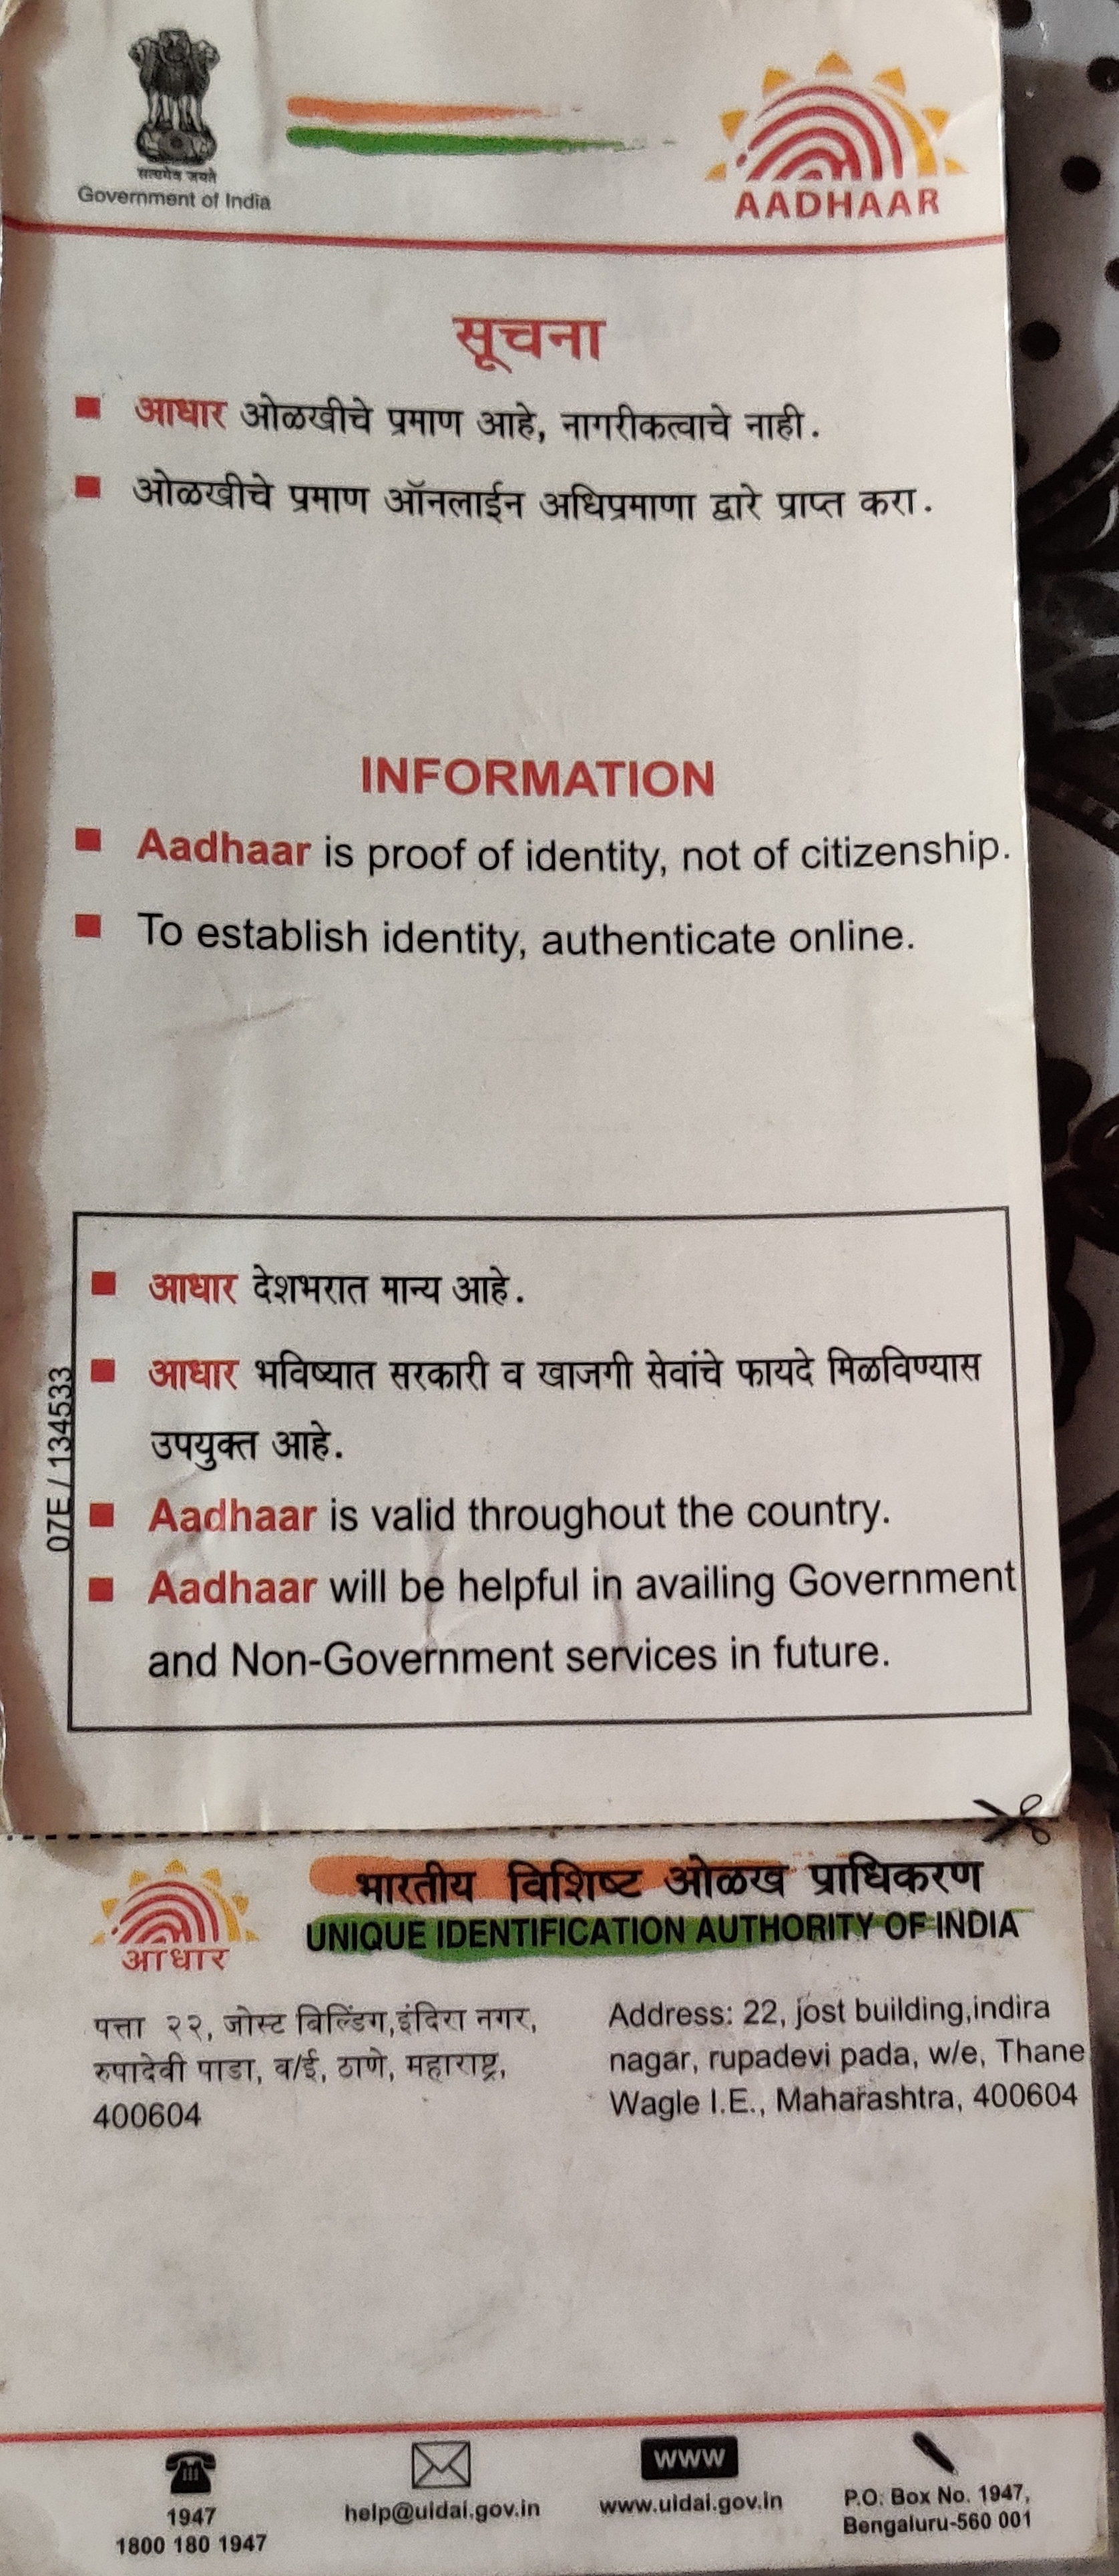 सत्यमेव जयते
Government of India
AADHAAR
सूचना
आधार ओळखीचे प्रमाण आहे, नागरीकत्वाचे नाही.
ओळखीचे प्रमाण ऑनलाईन अधिप्रमाणा द्वारे प्राप्त करा.
INFORMATION
Aadhaar is proof of identity, not of citizenship.
To establish identity, authenticate online.
आधार देशभरात मान्य आहे.
आधार भविष्यात सरकारी व खाजगी सेवांचे फायदे मिळविण्यास
उपयुक्त आहे.
Aadhaar is valid throughout the country.
Aadhaar will be helpful in availing Government
and Non-Government services in future.
07E / 134533
आधार
भारतीय विशिष्ट ओळख प्राधिकरण
UNIQUE IDENTIFICATION AUTHORITY OF INDIA
पत्ता २२, जोस्ट बिल्डिंग,इंदिरा नगर,
रुपादेवी पाडा, व/ई, ठाणे, महाराष्ट्र,
400604
Address: 22, jost building,indira
nagar, rupadevi pada, w/e, Thane
Wagle I.E., Maharashtra, 400604
1947
1800 180 1947
help@uidai.gov.in
www
www.uidai.gov.in
P.O. Box No. 1947,
Bengaluru-560 001